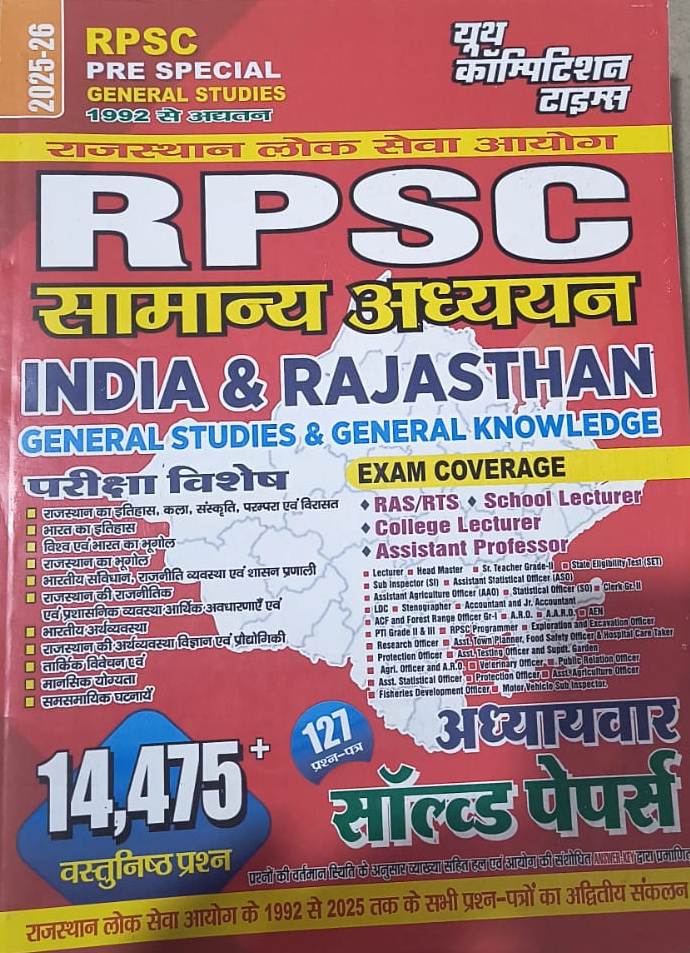 2025-26
RPSC
PRE SPECIAL
GENERAL STUDIES
1992 से अद्यतन
यूथ
कॉम्पिटिशन
टाइम्स
राजस्थान लोक सेवा आयोग
RPSC
सामान्य अध्ययन
INDIA & RAJASTHAN
GENERAL STUDIES & GENERAL KNOWLEDGE
परीक्षा विशेष
राजस्थान का इतिहास, कला, संस्कृति, परम्परा एवं विरासत
भारत का इतिहास
विश्व एवं भारत का भूगोल
राजस्थान का भूगोल
भारतीय संविधान, राजनीति व्यवस्था एवं शासन प्रणाली
राजस्थान की राजनीतिक
एवं प्रशासनिक व्यवस्था आर्थिक अवधारणाएँ एवं
भारतीय अर्थव्यवस्था
राजस्थान की अर्थव्यवस्था विज्ञान एवं प्रौद्योगिकी
तार्किक विवेचन एवं
मानसिक योग्यता
समसमायिक घटनायें
EXAM COVERAGE
RAS/RTS School Lecturer
College Lecturer
Assistant Professor
Lecturer Head Master Sr. Teacher Grade-II State Eligibility Test (SET)
Sub Inspector (SI) Assistant Statistical Officer (ASO)
Assistant Agriculture Officer (AAO) Statistical Officer (SO) Clerk Gr. II
LDC Stenographer Accountant and Jr. Accountant
ACF and Forest Range Officer Gr-I A.R.O. A.A.R.O. AEN
PTI Grade II & III RPSC Programmer Exploration and Excavation Officer
Research Officer Asst. Town Planner, Food Safety Officer & Hospital Care Taker
Protection Officer Asst. Testing Officer and Supdt. Garden
Agri. Officer and A.R.O. Veterinary Officer Public Relation Officer
Asst. Statistical Officer Protection Officer Asst. Agriculture Officer
Fisheries Development Officer Motor Vehicle Sub Inspector.
14,475+
वस्तुनिष्ठ प्रश्न
127
प्रश्न-पत्र
अध्यायवार
सॉल्व्ड पेपर्स
प्रश्नों की वर्तमान स्थिति के अनुसार व्याख्या सहित हल एवं आयोग की संशोधित ANSWER-KEY द्वारा प्रमाणित
राजस्थान लोक सेवा आयोग के 1992 से 2025 तक के सभी प्रश्न-पत्रों का अद्वितीय संकलन